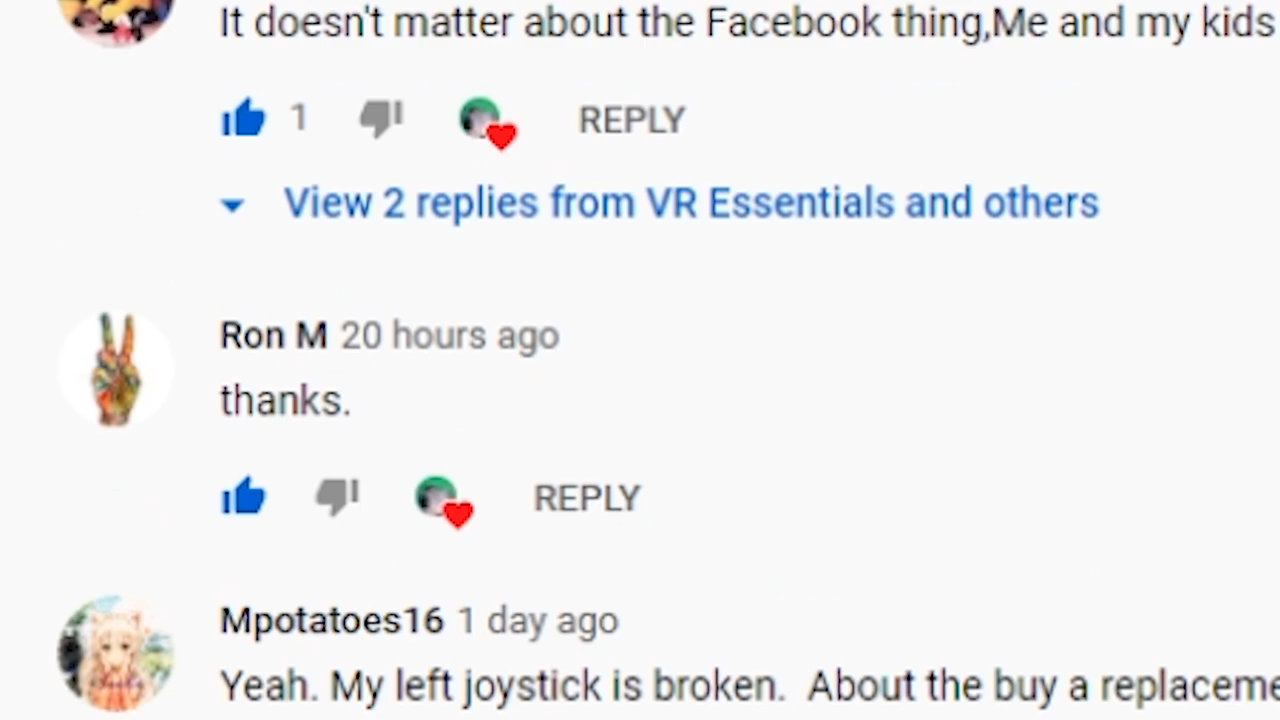 It doesn't matter about the Facebook thing,Me and my kids
1 REPLY
View 2 replies from VR Essentials and others
Ron M 20 hours ago
thanks.
REPLY
Mpotatoes16 1 day ago
Yeah. My left joystick is broken.  About the buy a replaceme